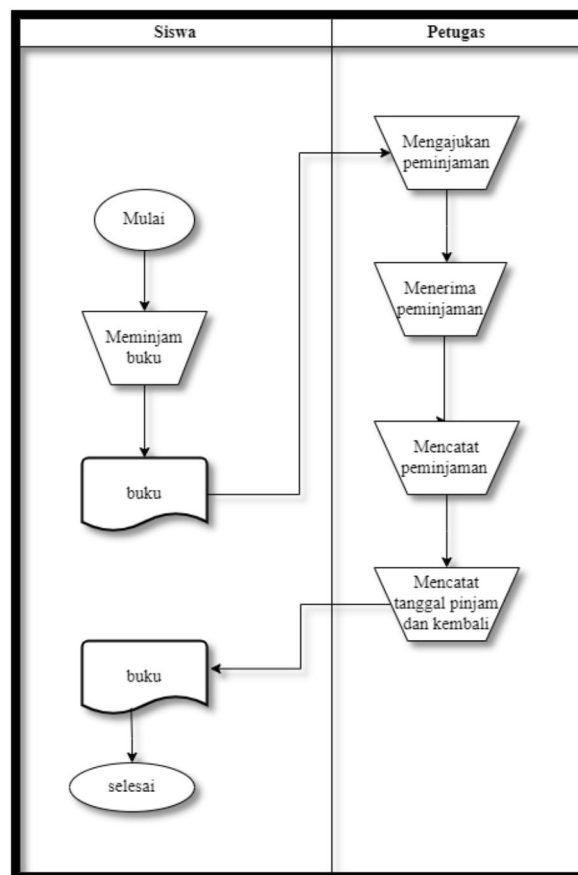 Siswa
Petugas
Mulai
Meminjam
buku
buku
Mengajukan
peminjaman
Menerima
peminjaman
Mencatat
peminjaman
Mencatat
tanggal pinjam
dan kembali
buku
selesai